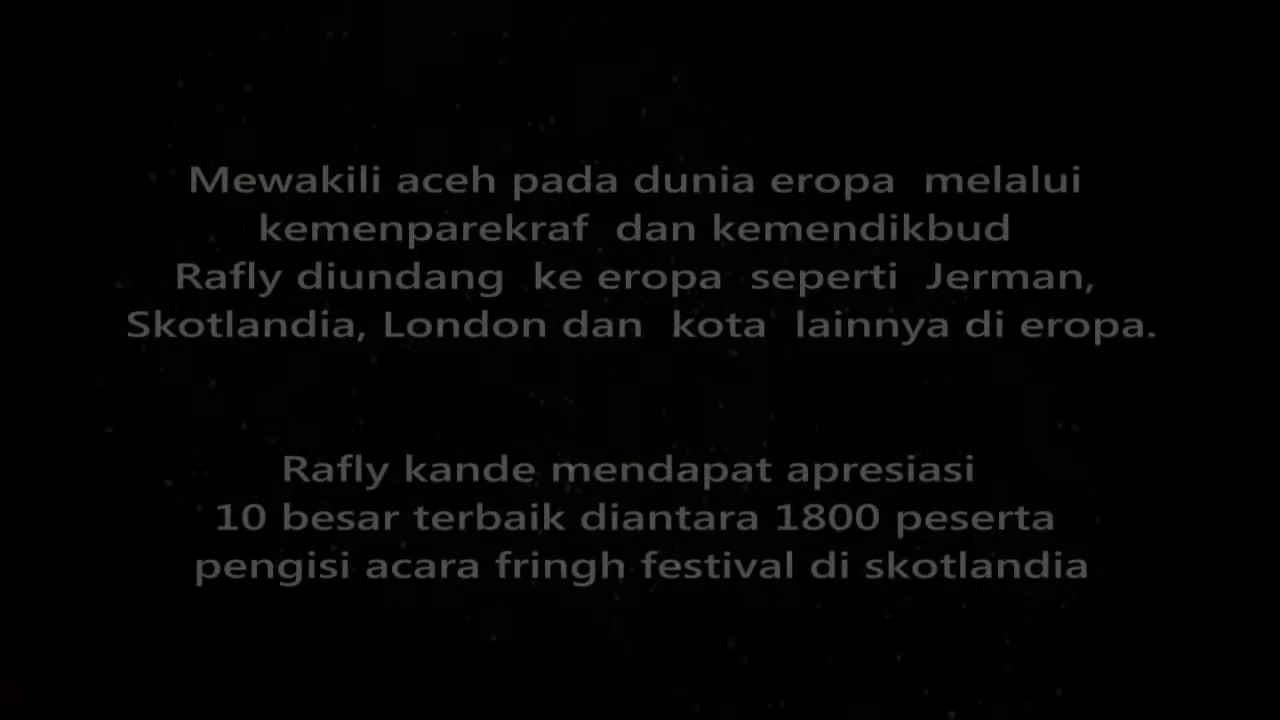 Mewakili aceh pada dunia eropa melalui
kemenparekraf dan kemendikbud
Rafly diundang ke eropa seperti Jerman,
Skotlandia, London dan kota lainnya di eropa.
Rafly kande mendapat apresiasi
10 besar terbaik diantara 1800 peserta
pengisi acara fringh festival di skotlandia